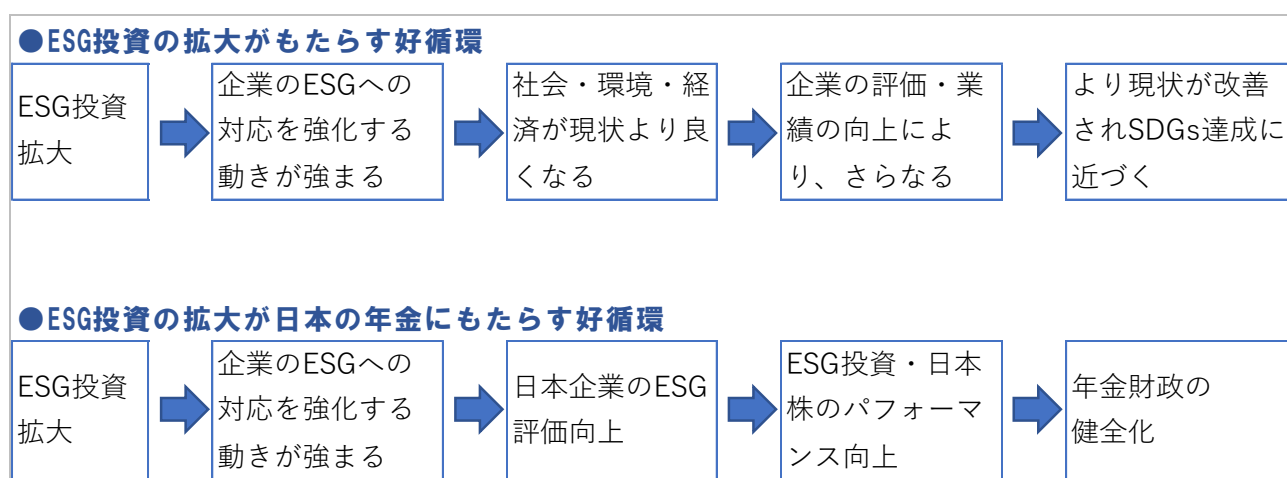 ●ESG投資の拡大がもたらす好循環
ESG投資
拡大
企業のESGへの
対応を強化する
動きが強まる
社会・環境・経
済が現状より良
くなる
企業の評価・業
績の向上によ
り、さらなる
より現状が改善
されSDGs達成に
近づく
●ESG投資の拡大が日本の年金にもたらす好循環
ESG投資
拡大
企業のESGへの
対応を強化する
動きが強まる
日本企業のESG
評価向上
ESG投資・日本
株のパフォーマ
ンス向上
年金財政の
健全化